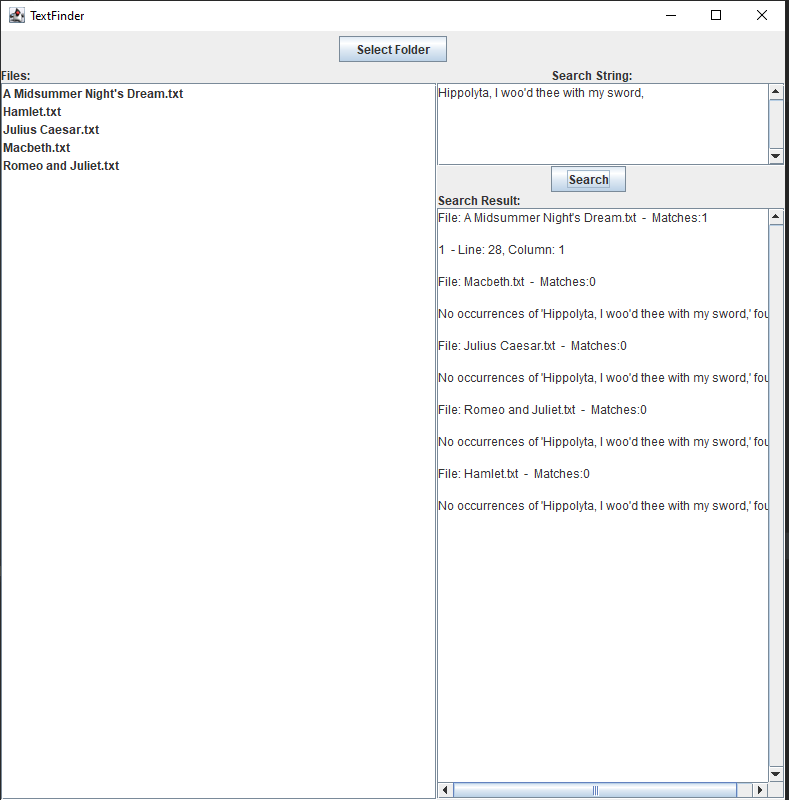 TextFinder
Select Folder
Files:
A Midsummer Night's Dream.txt
Hamlet.txt
Julius Caesar.txt
Macbeth.txt
Romeo and Juliet.txt
Search String:
Hippolyta, I woo'd thee with my sword,
Search
Search Result:
File: A Midsummer Night's Dream.txt - Matches:1
1 - Line: 28, Column: 1
File: Macbeth.txt - Matches:0
No occurrences of 'Hippolyta, I woo'd thee with my sword,' fou
File: Julius Caesar.txt - Matches:0
No occurrences of 'Hippolyta, I woo'd thee with my sword,' fou
File: Romeo and Juliet.txt - Matches:0
No occurrences of 'Hippolyta, I woo'd thee with my sword,' fou
File: Hamlet.txt - Matches:0
No occurrences of 'Hippolyta, I woo'd thee with my sword,' fou